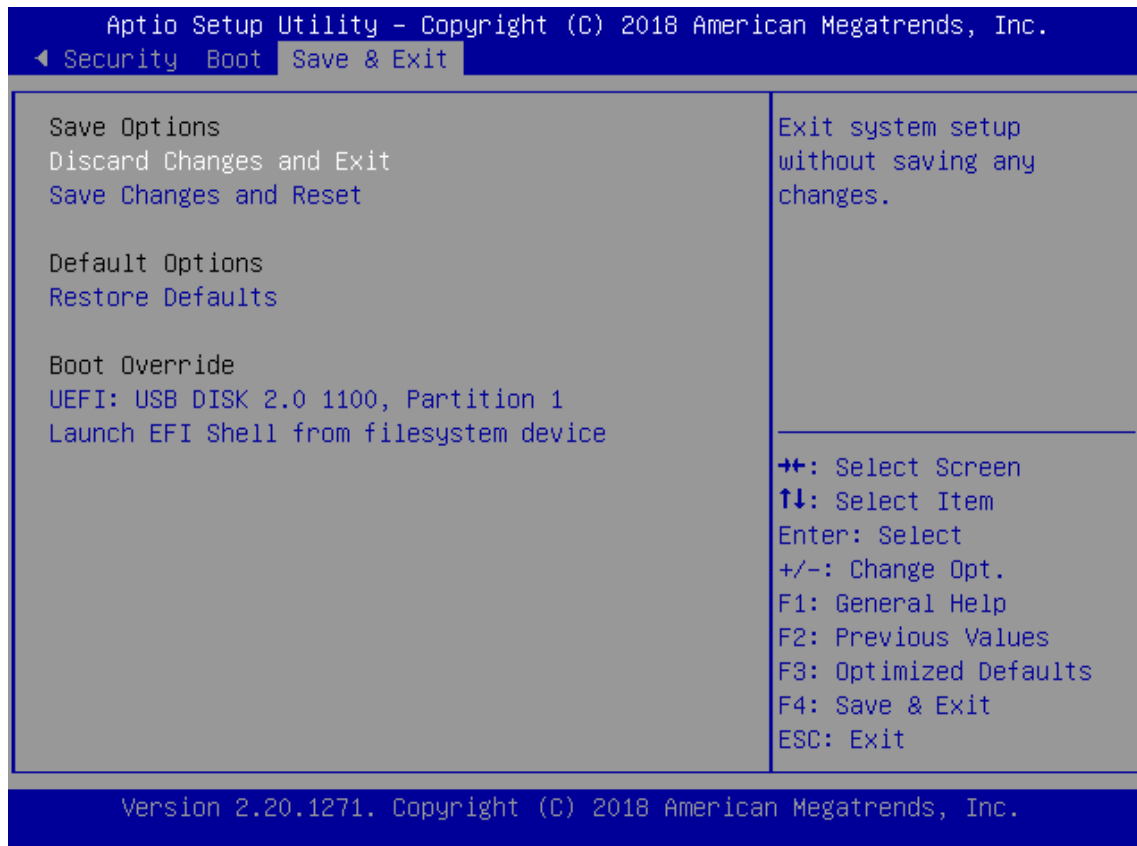 Aptio Setup Utility – Copyright (C) 2018 American Megatrends, Inc.
◄ Security Boot Save & Exit
Save Options
Discard Changes and Exit
Save Changes and Reset
Default Options
Restore Defaults
Boot Override
UEFI: USB DISK 2.0 1100, Partition 1
Launch EFI Shell from filesystem device
Exit system setup
without saving any
changes.
→←: Select Screen
↑↓: Select Item
Enter: Select
+/-: Change Opt.
F1: General Help
F2: Previous Values
F3: Optimized Defaults
F4: Save & Exit
ESC: Exit
Version 2.20.1271. Copyright (C) 2018 American Megatrends, Inc.